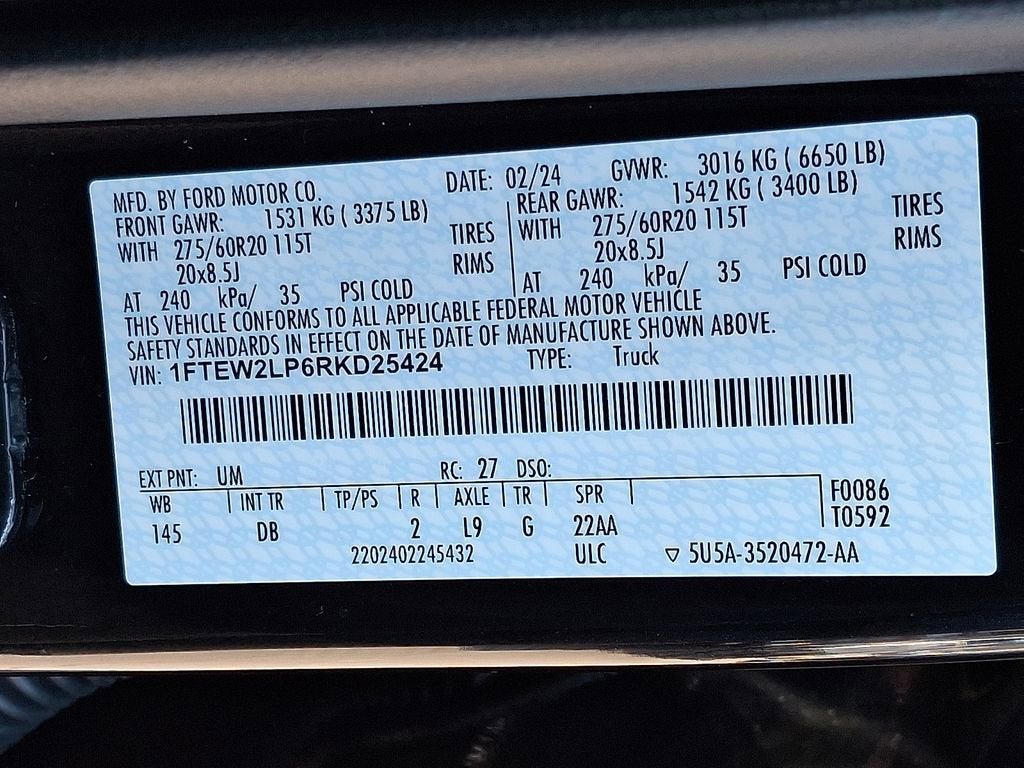 MFD. BY FORD MOTOR CO. DATE: 02/24 GVWR: 3016 KG ( 6650 LB)
FRONT GAWR: 1531 KG ( 3375 LB) REAR GAWR: 1542 KG ( 3400 LB)
WITH 275/60R20 115T TIRES WITH 275/60R20 115T TIRES
20x8.5J RIMS 20x8.5J RIMS
AT 240 kPa/ 35 PSI COLD AT 240 kPa/ 35 PSI COLD
THIS VEHICLE CONFORMS TO ALL APPLICABLE FEDERAL MOTOR VEHICLE
SAFETY STANDARDS IN EFFECT ON THE DATE OF MANUFACTURE SHOWN ABOVE.
VIN: 1FTEW2LP6RKD25424 TYPE: Truck
EXT PNT: UM RC: 27 DSO:
WB INT TR TP/PS R AXLE TR SPR F0086
145 DB 2 L9 G 22AA T0592
2202402245432 ULC ▽ 5U5A-3520472-AA